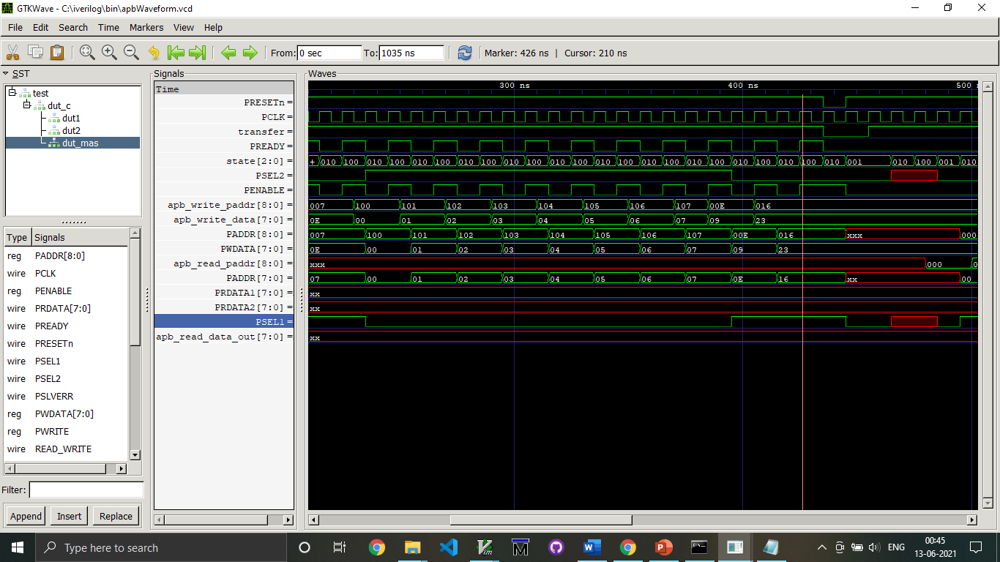 GTKWave - C:\iverilog\bin\apbWaveform.vcd
File Edit Search Time Markers View Help
From: 0 sec To: 1035 ns Marker: 426 ns | Cursor: 210 ns
SST
test
dut_c
dut1
dut2
dut_mas
Type Signals
reg PADDR[8:0]
wire PCLK
reg PENABLE
wire PRDATA[7:0]
wire PREADY
wire PRESETn
wire PSEL1
wire PSEL2
wire PSLVERR
reg PWDATA[7:0]
reg PWRITE
wire READ_WRITE
Filter:
Append Insert Replace
Signals
Time
PRESETn =
PCLK =
transfer =
PREADY =
state[2:0] =
PSEL2 =
PENABLE =
apb_write_paddr[8:0] =
apb_write_data[7:0] =
PADDR[8:0] =
PWDATA[7:0] =
apb_read_paddr[8:0] =
PADDR[7:0] =
PRDATA1[7:0] =
PRDATA2[7:0] =
PSEL1 =
apb_read_data_out[7:0] =
Waves
300 ns 400 ns 500 n
+ 010 100 010 100 010 100 010 100 010 100 010 100 010 100 010 100 010 100 010 100 010 100 010 001 010 100 001 010
007 100 101 102 103 104 105 106 107 00E 016
0E 00 01 02 03 04 05 06 07 09 23
007 100 101 102 103 104 105 106 107 00E 016 xxx 000
0E 00 01 02 03 04 05 06 07 09 23
xxx 000 0
07 00 01 02 03 04 05 06 07 0E 16 xx 00
xx
xx
xx
Type here to search
ENG
00:45
13-06-2021